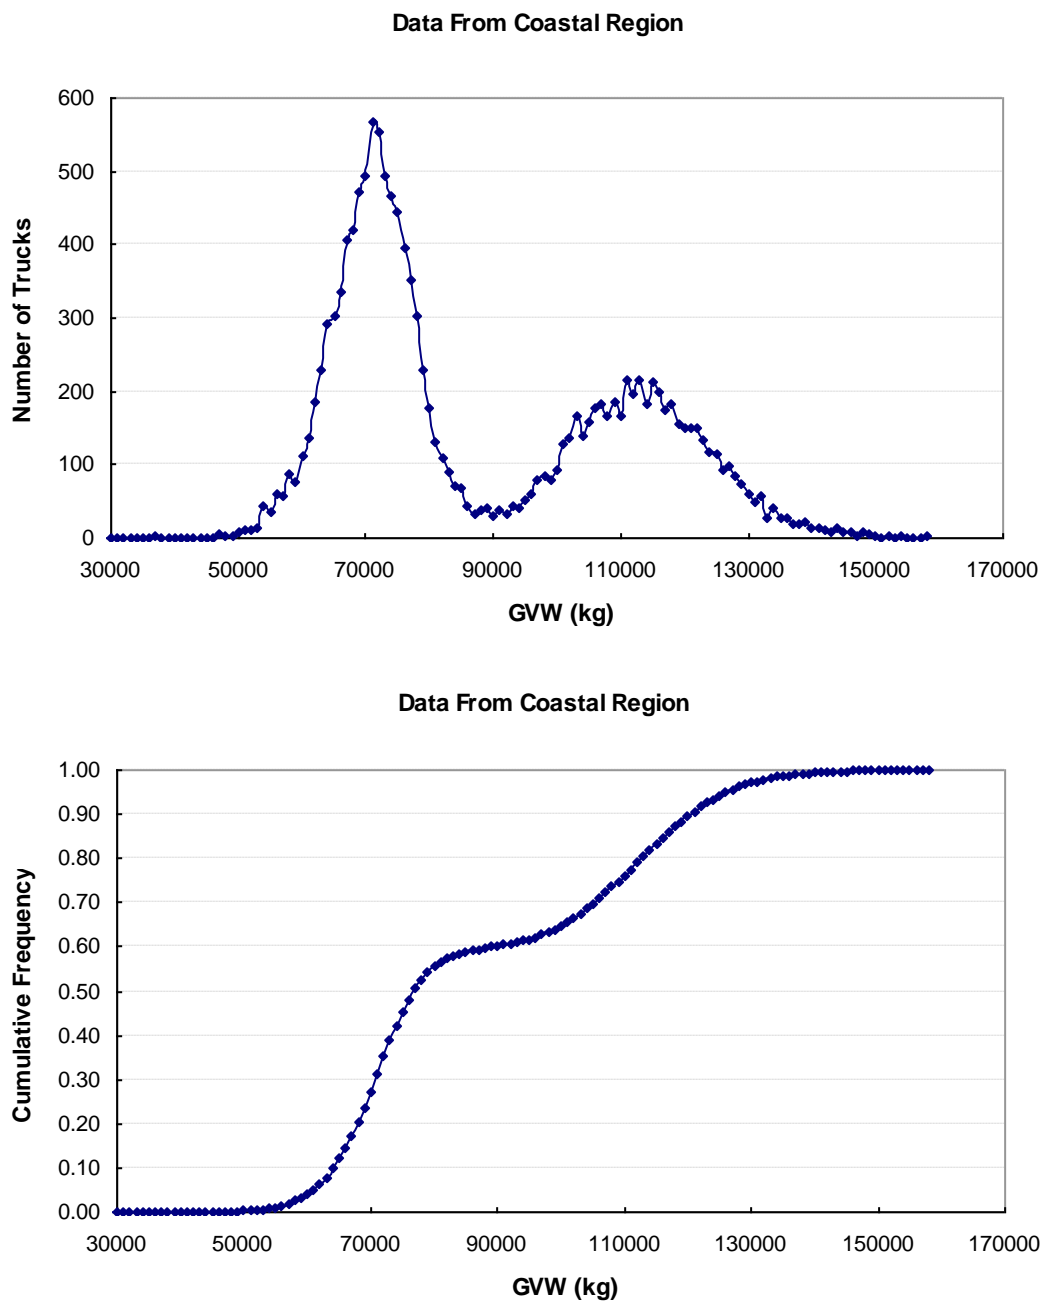 Data From Coastal Region
600
500
400
300
200
100
0
Number of Trucks
30000 50000 70000 90000 110000 130000 150000 170000
GVW (kg)
Data From Coastal Region
1.00
0.90
0.80
0.70
0.60
0.50
0.40
0.30
0.20
0.10
0.00
Cumulative Frequency
30000 50000 70000 90000 110000 130000 150000 170000
GVW (kg)